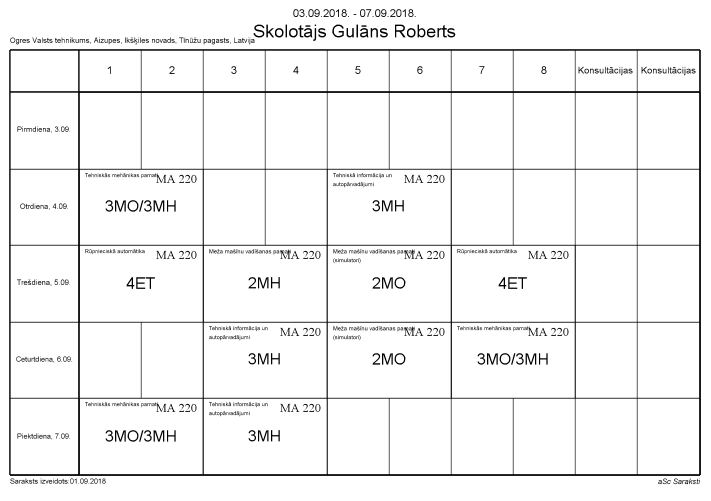 03.09.2018. - 07.09.2018.
Skolotājs Gulāns Roberts
Ogres Valsts tehnikums, Aizupes, Ikšķiles novads, Tīnūžu pagasts, Latvija
1 2 3 4 5 6 7 8 Konsultācijas Konsultācijas
Pirmdiena, 3.09.
Tehniskās mehānikas pamati MA 220
3MO/3MH
Tehniskā informācija un
autopārvadājumi
MA 220
3MH
Otrdiena, 4.09.
Rūpnieciskā automātika MA 220
4ET
Meža mašīnu vadīšanas pamati MA 220
2MH
Meža mašīnu vadīšanas pamati
(simulatori)
MA 220
2MO
Rūpnieciskā automātika MA 220
4ET
Trešdiena, 5.09.
Tehniskā informācija un
autopārvadājumi
MA 220
3MH
Meža mašīnu vadīšanas pamati
(simulatori)
MA 220
2MO
Tehniskās mehānikas pamati MA 220
3MO/3MH
Ceturtdiena, 6.09.
Tehniskās mehānikas pamati MA 220
3MO/3MH
Tehniskā informācija un
autopārvadājumi
MA 220
3MH
Piektdiena, 7.09.
Saraksts izveidots:01.09.2018
aSc Saraksti